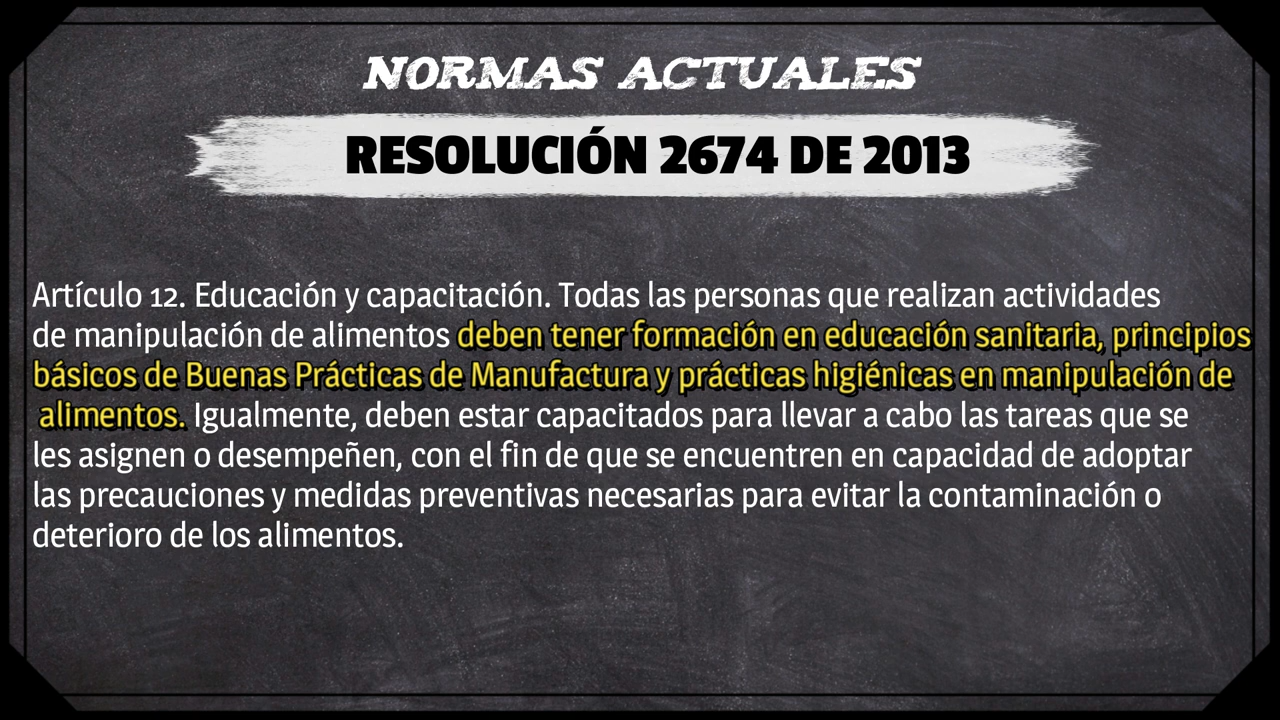 NORMAS ACTUALES
RESOLUCIÓN 2674 DE 2013
Artículo 12. Educación y capacitación. Todas las personas que realizan actividades
de manipulación de alimentos deben tener formación en educación sanitaria, principios
básicos de Buenas Prácticas de Manufactura y prácticas higiénicas en manipulación de
alimentos. Igualmente, deben estar capacitados para llevar a cabo las tareas que se
les asignen o desempeñen, con el fin de que se encuentren en capacidad de adoptar
las precauciones y medidas preventivas necesarias para evitar la contaminación o
deterioro de los alimentos.